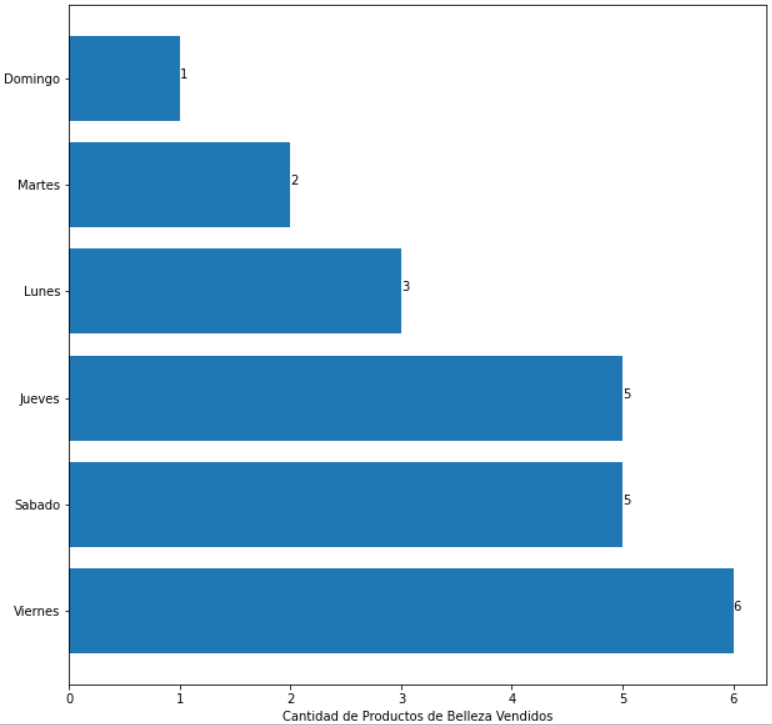 Domingo 1
Martes 2
Lunes 3
Jueves 5
Sabado 5
Viernes 6
0 1 2 3 4 5 6
Cantidad de Productos de Belleza Vendidos